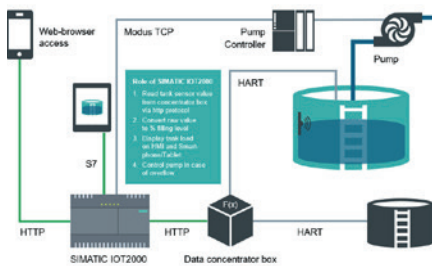 Web-browser
access
Modus TCP
Pump
Controller
Pump
HART
Role of SIMATIC IOT2000
1. Read tank sensor value
from concentrator box
via http protocol
2. Convert raw value
to % filling level
3. Display tank load
on HMI and Smart-
phone/Tablet
4. Control pump in case
of overflow
S7
F(x)
HTTP
HTTP
HART
SIMATIC IOT2000
Data concentrator box